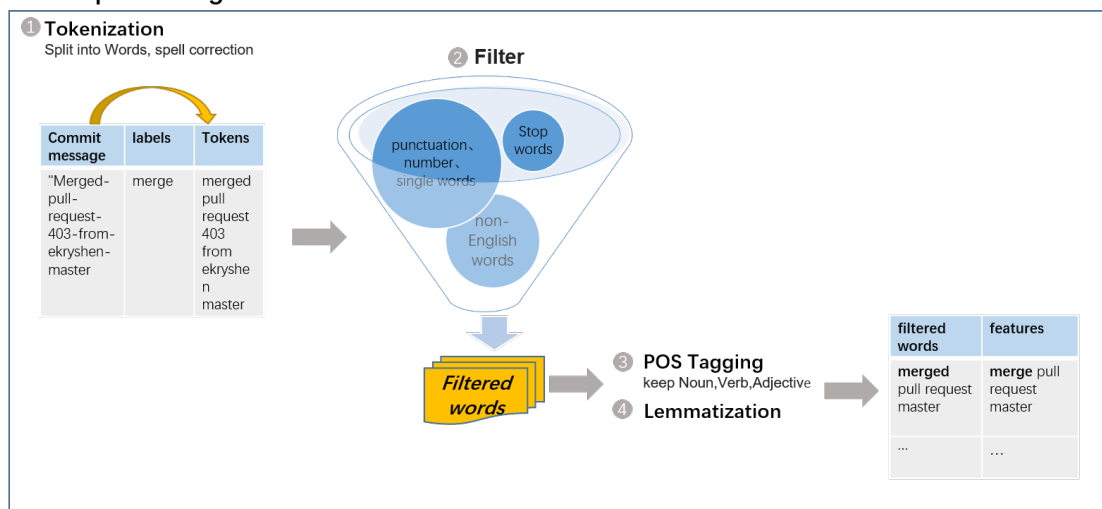 1 Tokenization
Split into Words, spell correction
Commit message
labels
Tokens
"Merged-
pull-
request-
403-from-
ekryshen-
master
merge
merged
pull
request
403
from
ekryshe
n
master
2 Filter
punctuation、
number、
single words
Stop
words
non-
English
words
Filtered
words
3 POS Tagging
keep Noun,Verb,Adjective
4 Lemmatization
filtered
words
features
merged
pull request
master
merge pull
request
master
...
...